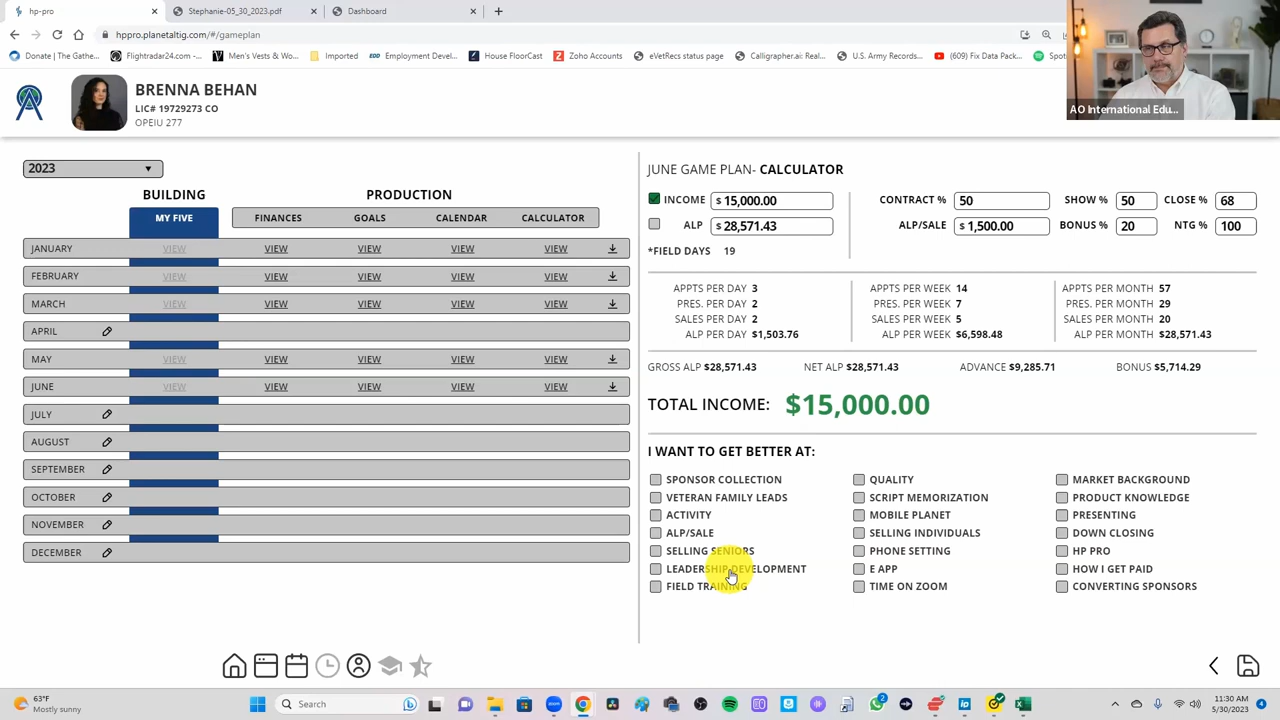 hp-pro
Stephanie-05_30_2023.pdf
Dashboard
hppro.planetaltig.com/#/gameplan
Donate | The Gathe...
Flightradar24.com -...
Men's Vests & Wo...
Imported
EDD Employment Devel...
House FloorCast
Zoho Accounts
eVetRecs status page
Calligrapher.ai: Real...
U.S. Army Records...
(609) Fix Data Pack...
AO International Edu...
BRENNA BEHAN
LIC# 19729273 CO
OPEIU 277
2023
BUILDING
PRODUCTION
MY FIVE
FINANCES GOALS CALENDAR CALCULATOR
JANUARY VIEW VIEW VIEW VIEW VIEW
FEBRUARY VIEW VIEW VIEW VIEW VIEW
MARCH VIEW VIEW VIEW VIEW VIEW
APRIL
MAY VIEW VIEW VIEW VIEW VIEW
JUNE VIEW VIEW VIEW VIEW VIEW
JULY
AUGUST
SEPTEMBER
OCTOBER
NOVEMBER
DECEMBER
JUNE GAME PLAN- CALCULATOR
INCOME $ 15,000.00 CONTRACT % 50 SHOW % 50 CLOSE % 68
ALP $ 28,571.43 ALP/SALE $ 1,500.00 BONUS % 20 NTG % 100
*FIELD DAYS 19
APPTS PER DAY 3 APPTS PER WEEK 14 APPTS PER MONTH 57
PRES. PER DAY 2 PRES. PER WEEK 7 PRES. PER MONTH 29
SALES PER DAY 2 SALES PER WEEK 5 SALES PER MONTH 20
ALP PER DAY $1,503.76 ALP PER WEEK $6,598.48 ALP PER MONTH $28,571.43
GROSS ALP $28,571.43 NET ALP $28,571.43 ADVANCE $9,285.71 BONUS $5,714.29
TOTAL INCOME: $15,000.00
I WANT TO GET BETTER AT:
SPONSOR COLLECTION QUALITY MARKET BACKGROUND
VETERAN FAMILY LEADS SCRIPT MEMORIZATION PRODUCT KNOWLEDGE
ACTIVITY MOBILE PLANET PRESENTING
ALP/SALE SELLING INDIVIDUALS DOWN CLOSING
SELLING SENIORS PHONE SETTING HP PRO
LEADERSHIP DEVELOPMENT E APP HOW I GET PAID
FIELD TRAINING TIME ON ZOOM CONVERTING SPONSORS
63°F
Mostly sunny
Search
2
11:30 AM
5/30/2023
4